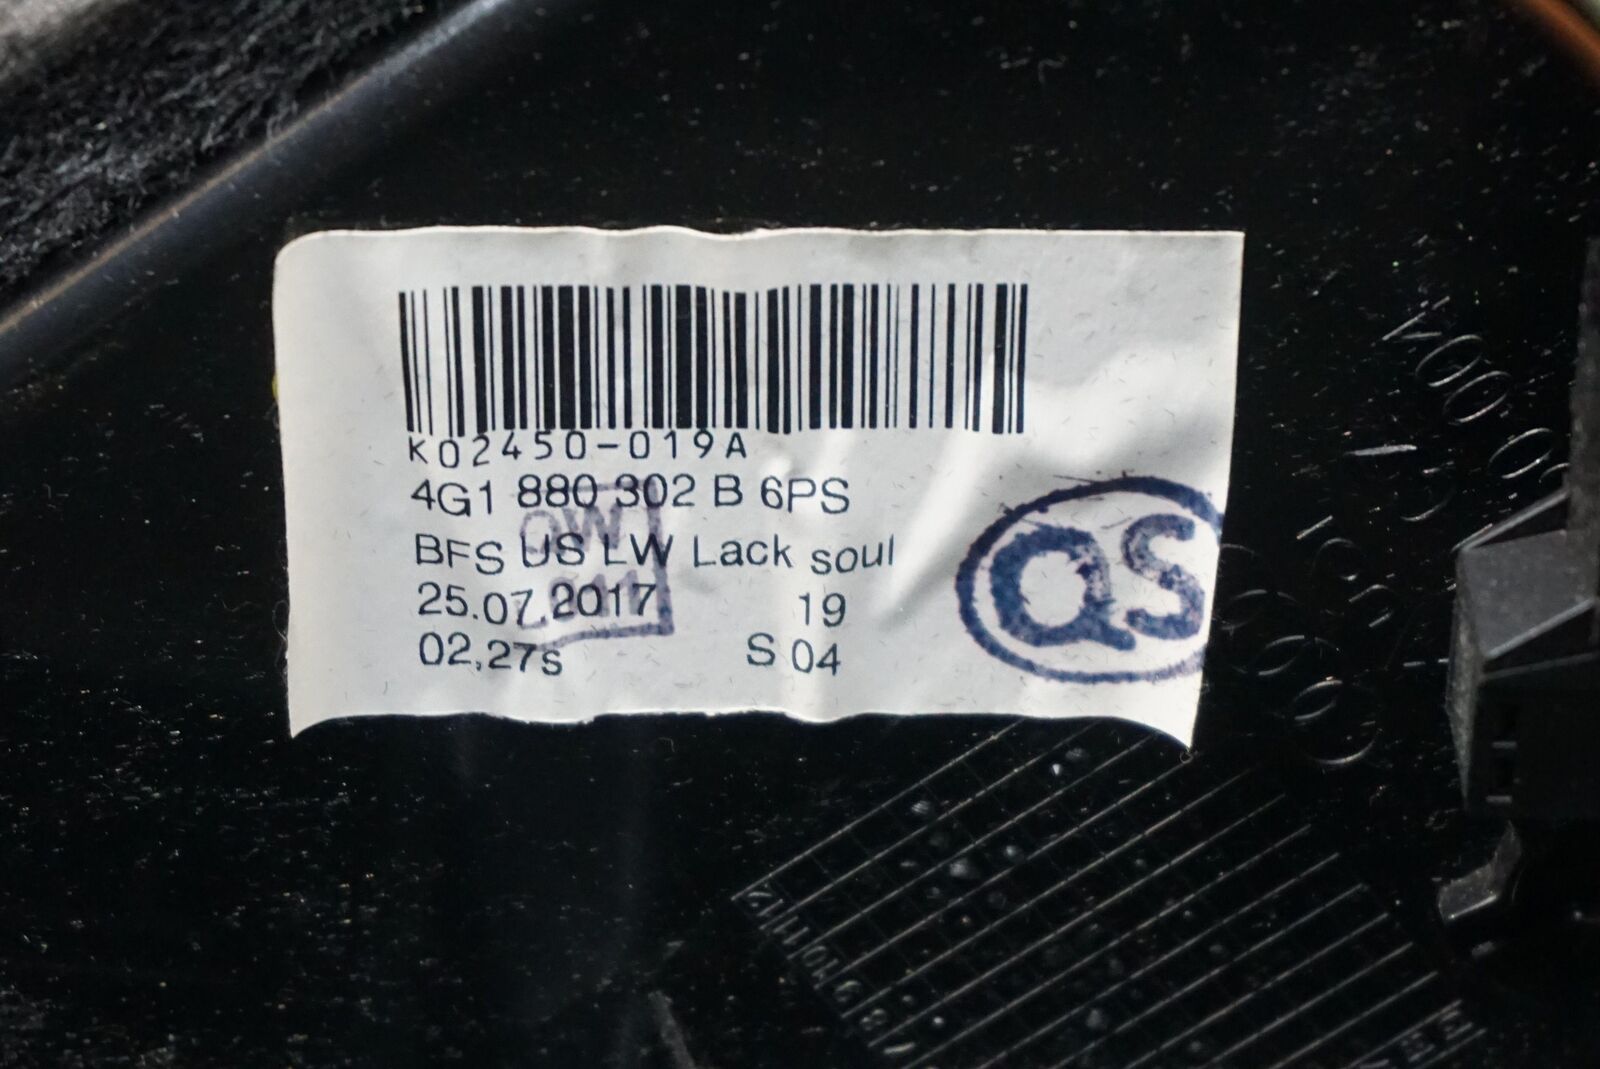 K02450-019A
4G1 880 302 B 6PS
BFS US LW Lack soul
25.07.2017 19
02,27s S 04
QS
QW